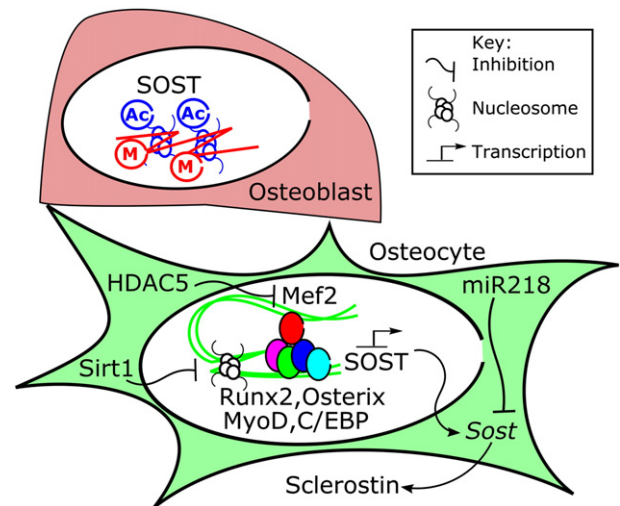 SOST
Ac Ac
M M
Osteoblast
Key:
Inhibition
Nucleosome
Transcription
Osteocyte
HDAC5
Mef2
miR218
Sirt1
SOST
Runx2,Osterix
MyoD,C/EBP
Sost
Sclerostin